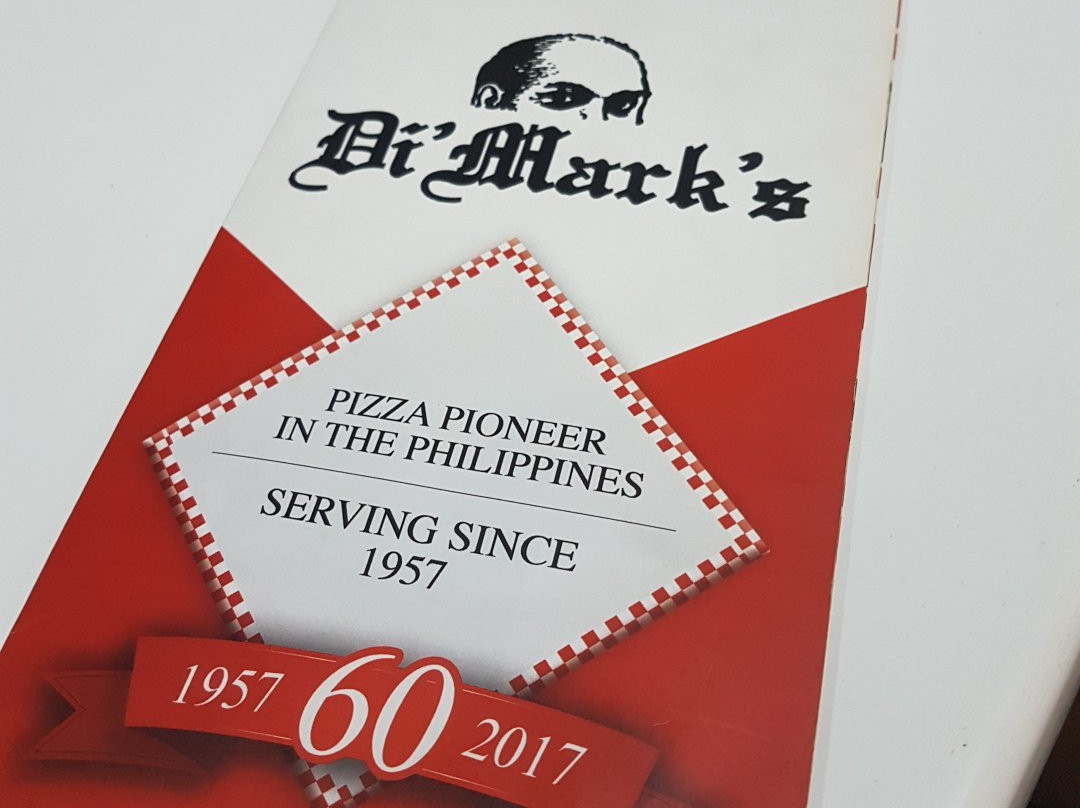 Di'Mark's
PIZZA PIONEER
IN THE PHILIPPINES
SERVING SINCE
1957
1957 60 2017